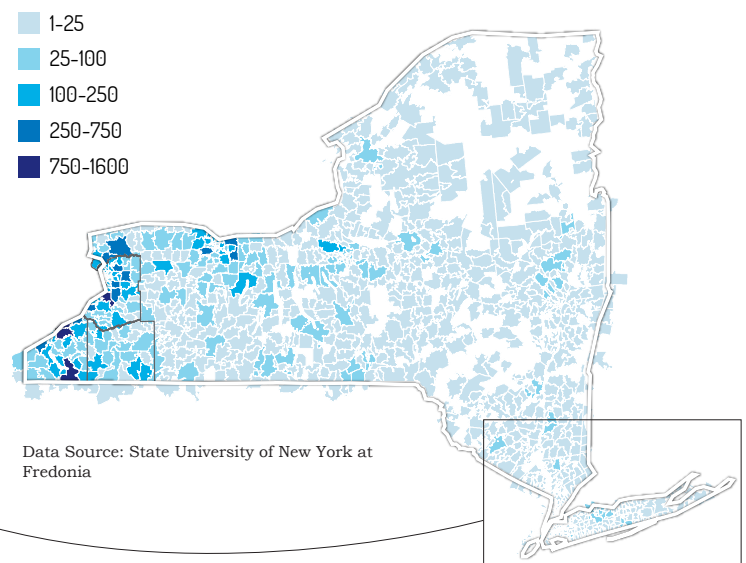 1-25
25-100
100-250
250-750
750-1600
Data Source: State University of New York at
Fredonia